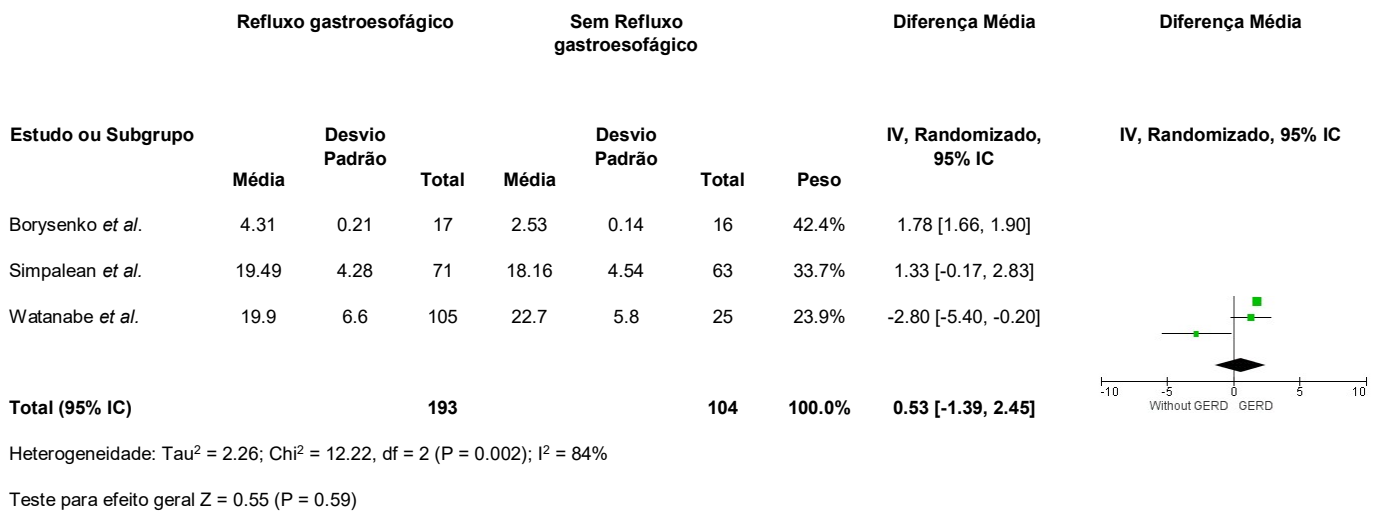 Refluxo gastroesofágico Sem Refluxo gastroesofágico Diferença Média Diferença Média
Estudo ou Subgrupo Média Desvio Padrão Total Média Desvio Padrão Total Peso IV, Randomizado, 95% IC IV, Randomizado, 95% IC
Borysenko et al. 4.31 0.21 17 2.53 0.14 16 42.4% 1.78 [1.66, 1.90]
Simpalean et al. 19.49 4.28 71 18.16 4.54 63 33.7% 1.33 [-0.17, 2.83]
Watanabe et al. 19.9 6.6 105 22.7 5.8 25 23.9% -2.80 [-5.40, -0.20]
Total (95% IC) 193 104 100.0% 0.53 [-1.39, 2.45]
-10 -5 0 5 10
Without GERD GERD
Heterogeneidade: Tau² = 2.26; Chi² = 12.22, df = 2 (P = 0.002); I² = 84%
Teste para efeito geral Z = 0.55 (P = 0.59)